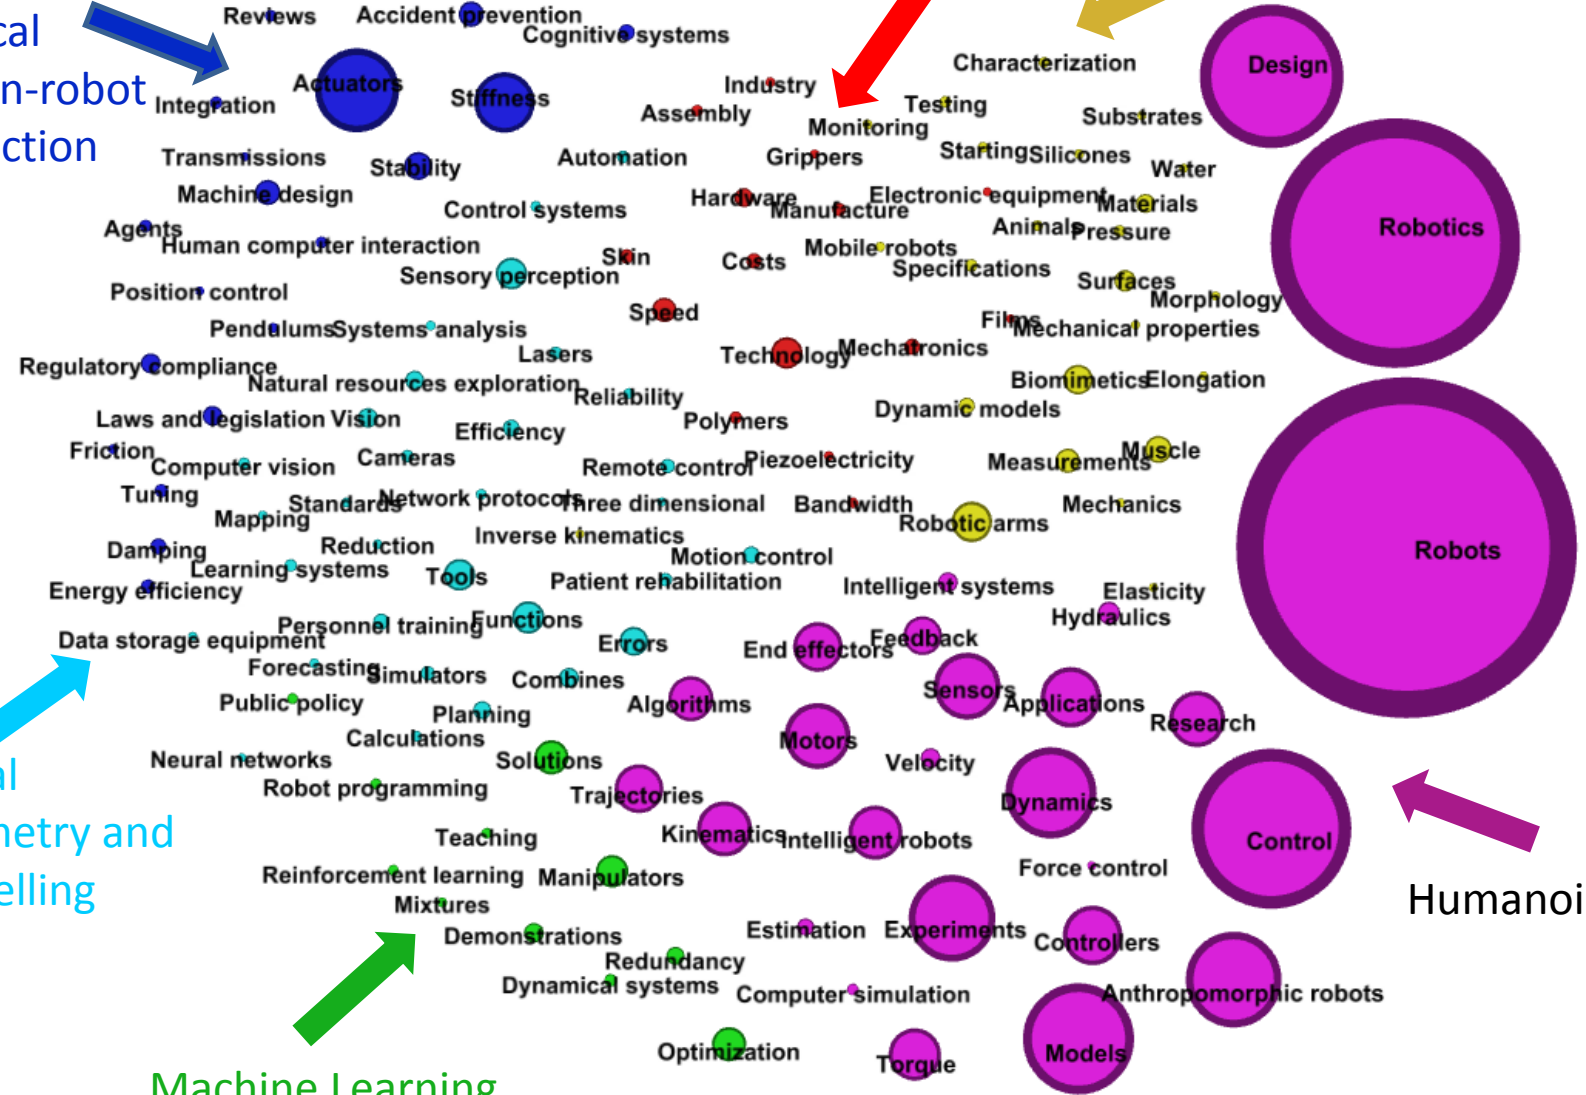 Reviews
Accident prevention
Cognitive systems
Characterization
Design
Actuators
Stiffness
Industry
Integration
n-robot
Assembly
Testing
Substrates
Monitoring
ction
Transmissions
Stability
Automation
Grippers
Starting
Silicones
Water
Machine design
Control systems
Hardware
Manufacture
Electronic equipment
Materials
Agents
Human computer interaction
Animals
Pressure
Robotics
Skin
Costs
Mobile robots
Specifications
Sensory perception
Surfaces
Position control
Morphology
Speed
Films
Pendulums
Systems analysis
Mechanical properties
Lasers
Technology
Mechatronics
Regulatory compliance
Natural resources exploration
Reliability
Biomimetics
Elongation
Dynamic models
Laws and legislation
Vision
Efficiency
Polymers
Friction
Computer vision
Cameras
Remote control
Piezoelectricity
Measurements
Muscle
Tuning
Standards
Network protocols
Three dimensional
Bandwidth
Mechanics
Mapping
Inverse kinematics
Robotic arms
Damping
Reduction
Motion control
Robots
Learning systems
Tools
Patient rehabilitation
Intelligent systems
Elasticity
Energy efficiency
Hydraulics
Data storage equipment
Personnel training
Functions
Errors
End effectors
Feedback
Forecasting
Simulators
Combines
Sensors
Public policy
Planning
Algorithms
Applications
Research
Calculations
Motors
Neural networks
Solutions
Velocity
al
Robot programming
Trajectories
Dynamics
netry and
Teaching
Kinematics
Intelligent robots
Control
elling
Reinforcement learning
Manipulators
Force control
Mixtures
Humanoi
Demonstrations
Estimation
Experiments
Controllers
Redundancy
Dynamical systems
Computer simulation
Anthropomorphic robots
Optimization
Torque
Models
Machine Learning